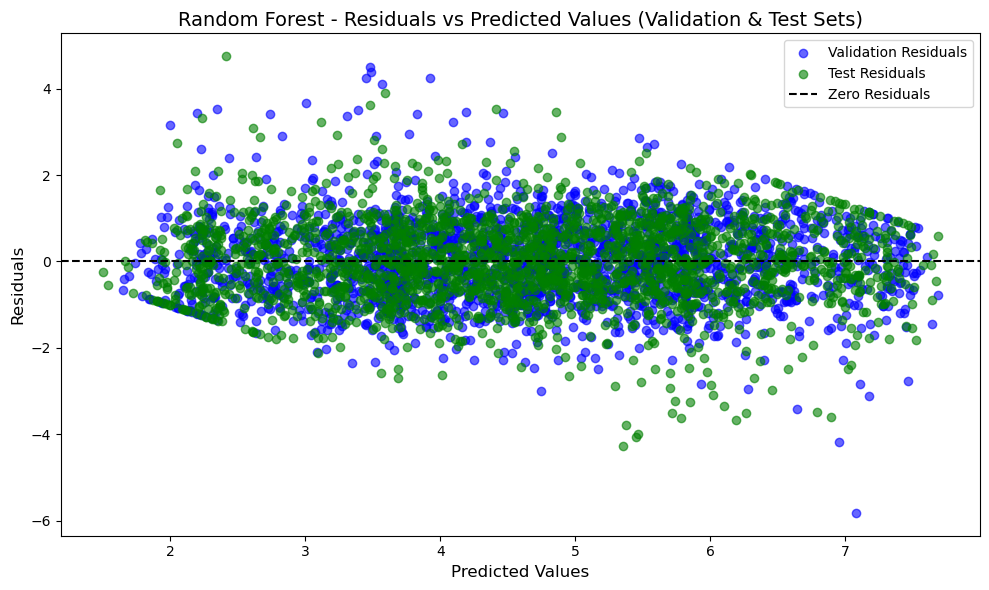 Random Forest - Residuals vs Predicted Values (Validation & Test Sets)
Validation Residuals
Test Residuals
Zero Residuals
Residuals
4
2
0
−2
−4
−6
2
3
4
5
6
7
Predicted Values